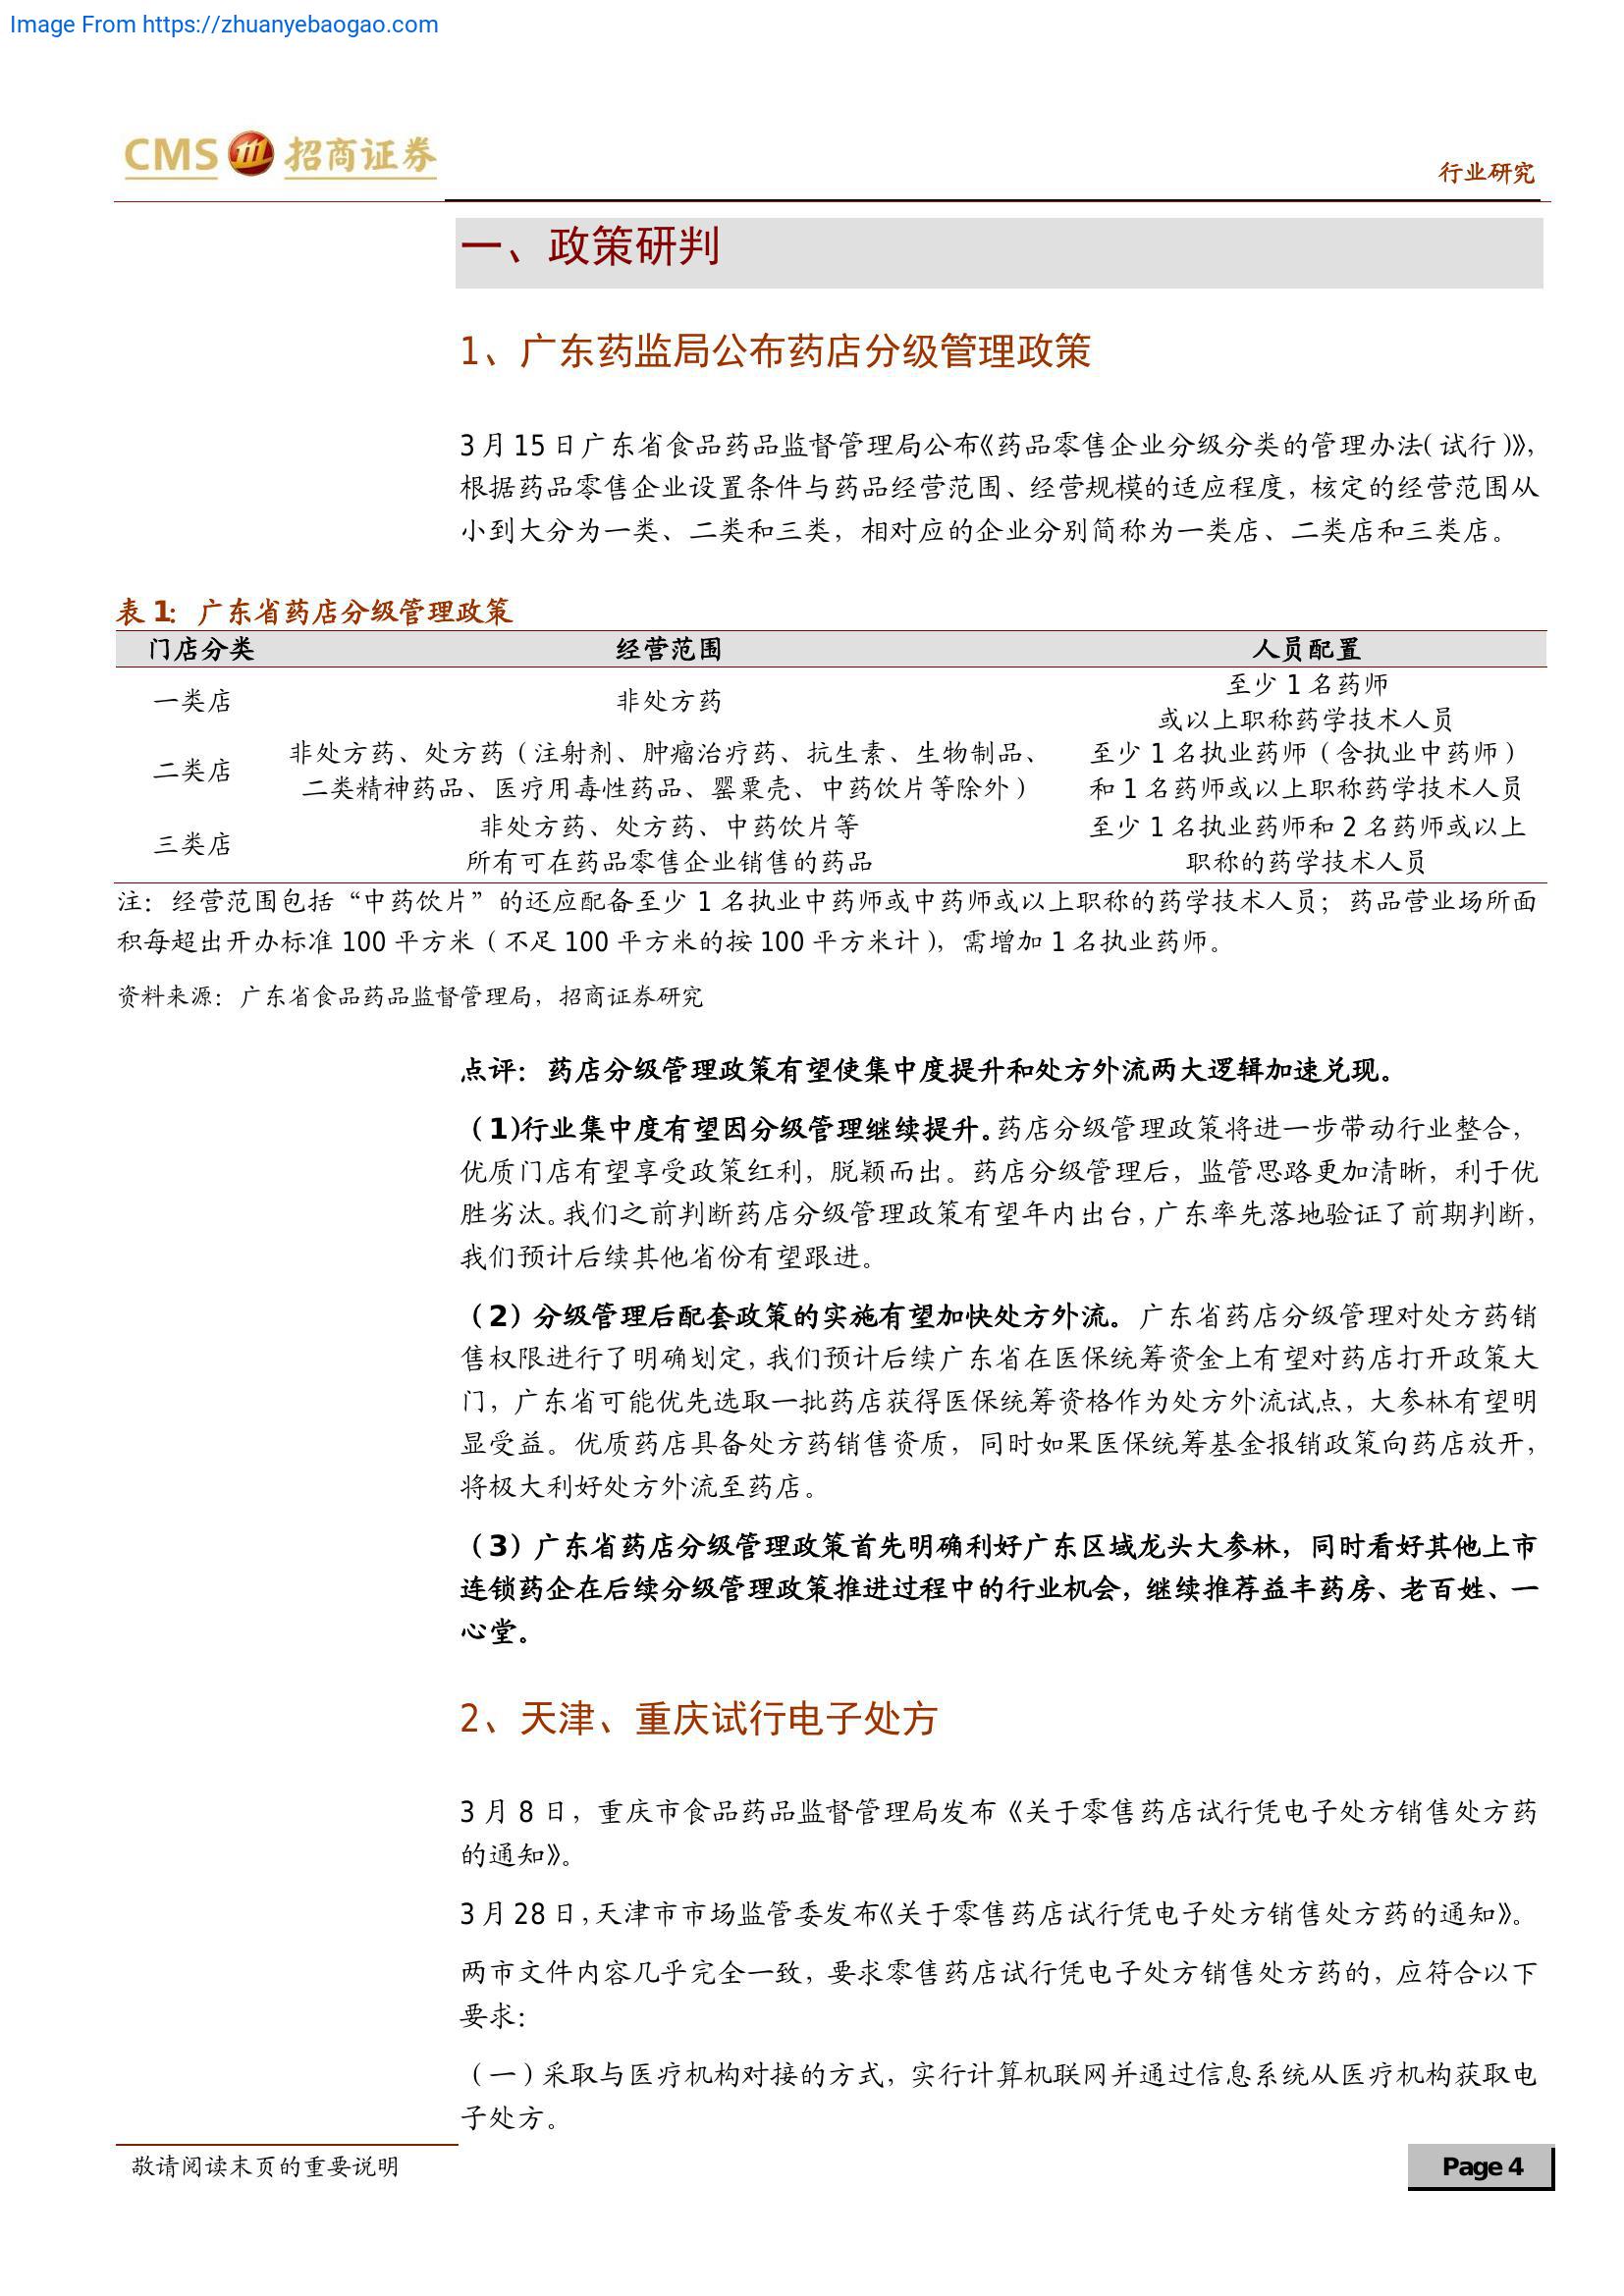 Image From https://zhuanyebaogao.com
CMS 招商证券
行业研究
一、政策研判
1、广东药监局公布药店分级管理政策
3 月 15 日广东省食品药品监督管理局公布《药品零售企业分级分类的管理办法(试行)》,
根据药品零售企业设置条件与药品经营范围、经营规模的适应程度，核定的经营范围从
小到大分为一类、二类和三类，相对应的企业分别简称为一类店、二类店和三类店。
表 1: 广东省药店分级管理政策
门店分类 经营范围 人员配置
一类店 非处方药 至少 1 名药师
或以上职称药学技术人员
二类店 非处方药、处方药（注射剂、肿瘤治疗药、抗生素、生物制品、 至少 1 名执业药师（含执业中药师）
二类精神药品、医疗用毒性药品、罂粟壳、中药饮片等除外） 和 1 名药师或以上职称药学技术人员
三类店 非处方药、处方药、中药饮片等 至少 1 名执业药师和 2 名药师或以上
所有可在药品零售企业销售的药品 职称的药学技术人员
注：经营范围包括“中药饮片”的还应配备至少 1 名执业中药师或中药师或以上职称的药学技术人员；药品营业场所面
积每超出开办标准 100 平方米（不足 100 平方米的按 100 平方米计），需增加 1 名执业药师。
资料来源：广东省食品药品监督管理局，招商证券研究
点评：药店分级管理政策有望使集中度提升和处方外流两大逻辑加速兑现。
（1)行业集中度有望因分级管理继续提升。药店分级管理政策将进一步带动行业整合，
优质门店有望享受政策红利，脱颖而出。药店分级管理后，监管思路更加清晰，利于优
胜劣汰。我们之前判断药店分级管理政策有望年内出台，广东率先落地验证了前期判断，
我们预计后续其他省份有望跟进。
（2）分级管理后配套政策的实施有望加快处方外流。广东省药店分级管理对处方药销
售权限进行了明确划定，我们预计后续广东省在医保统筹资金上有望对药店打开政策大
门，广东省可能优先选取一批药店获得医保统筹资格作为处方外流试点，大参林有望明
显受益。优质药店具备处方药销售资质，同时如果医保统筹基金报销政策向药店放开，
将极大利好处方外流至药店。
（3）广东省药店分级管理政策首先明确利好广东区域龙头大参林，同时看好其他上市
连锁药企在后续分级管理政策推进过程中的行业机会，继续推荐益丰药房、老百姓、一
心堂。
2、天津、重庆试行电子处方
3 月 8 日，重庆市食品药品监督管理局发布《关于零售药店试行凭电子处方销售处方药
的通知》。
3 月 28 日，天津市市场监管委发布《关于零售药店试行凭电子处方销售处方药的通知》。
两市文件内容几乎完全一致，要求零售药店试行凭电子处方销售处方药的，应符合以下
要求：
（一）采取与医疗机构对接的方式，实行计算机联网并通过信息系统从医疗机构获取电
子处方。
敬请阅读末页的重要说明
Page 4